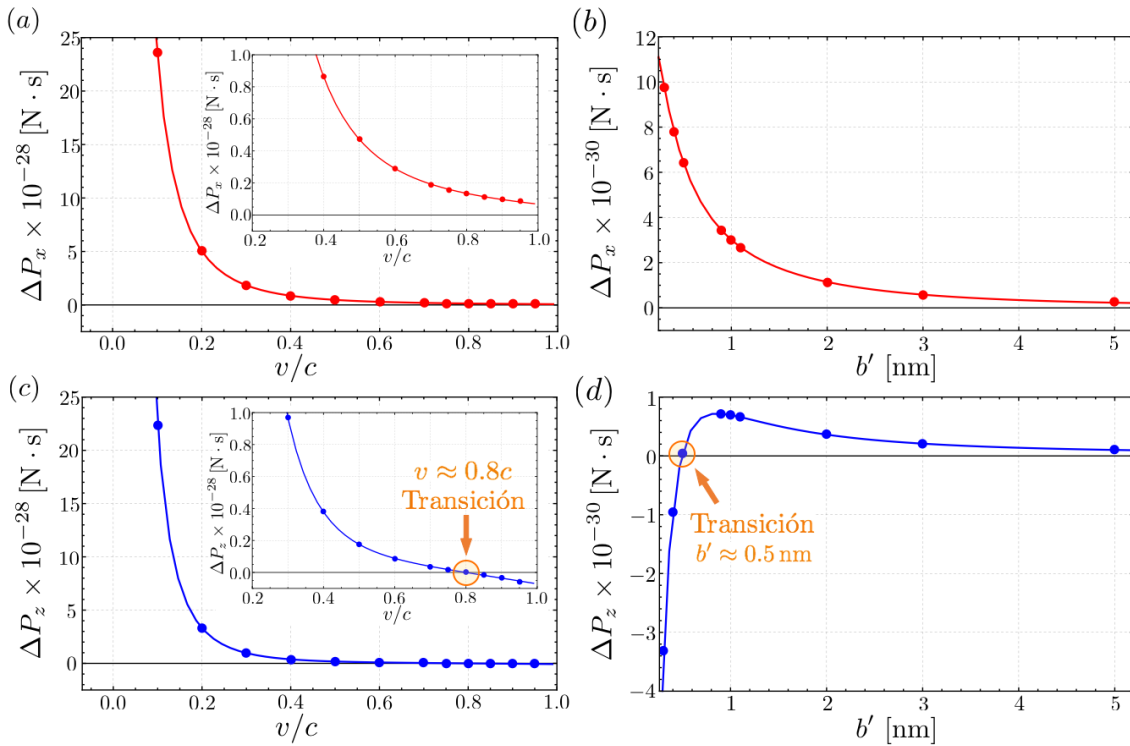 (a)
ΔP_x × 10^{-28} [N · s]
25
20
15
10
5
0
0.0 0.2 0.4 0.6 0.8 1.0
v/c
ΔP_x × 10^{-28} [N · s]
1.0
0.8
0.6
0.4
0.2
0.0
0.2 0.4 0.6 0.8 1.0
v/c
(b)
ΔP_x × 10^{-30} [N · s]
12
10
8
6
4
2
0
1 2 3 4 5
b′ [nm]
(c)
ΔP_z × 10^{-28} [N · s]
25
20
15
10
5
0
0.0 0.2 0.4 0.6 0.8 1.0
v/c
ΔP_z × 10^{-28} [N · s]
1.0
0.8
0.6
0.4
0.2
0.0
0.2 0.4 0.6 0.8 1.0
v/c
v ≈ 0.8c
Transición
(d)
ΔP_z × 10^{-30} [N · s]
1
0
−1
−2
−3
−4
1 2 3 4 5
b′ [nm]
Transición
b′ ≈ 0.5 nm